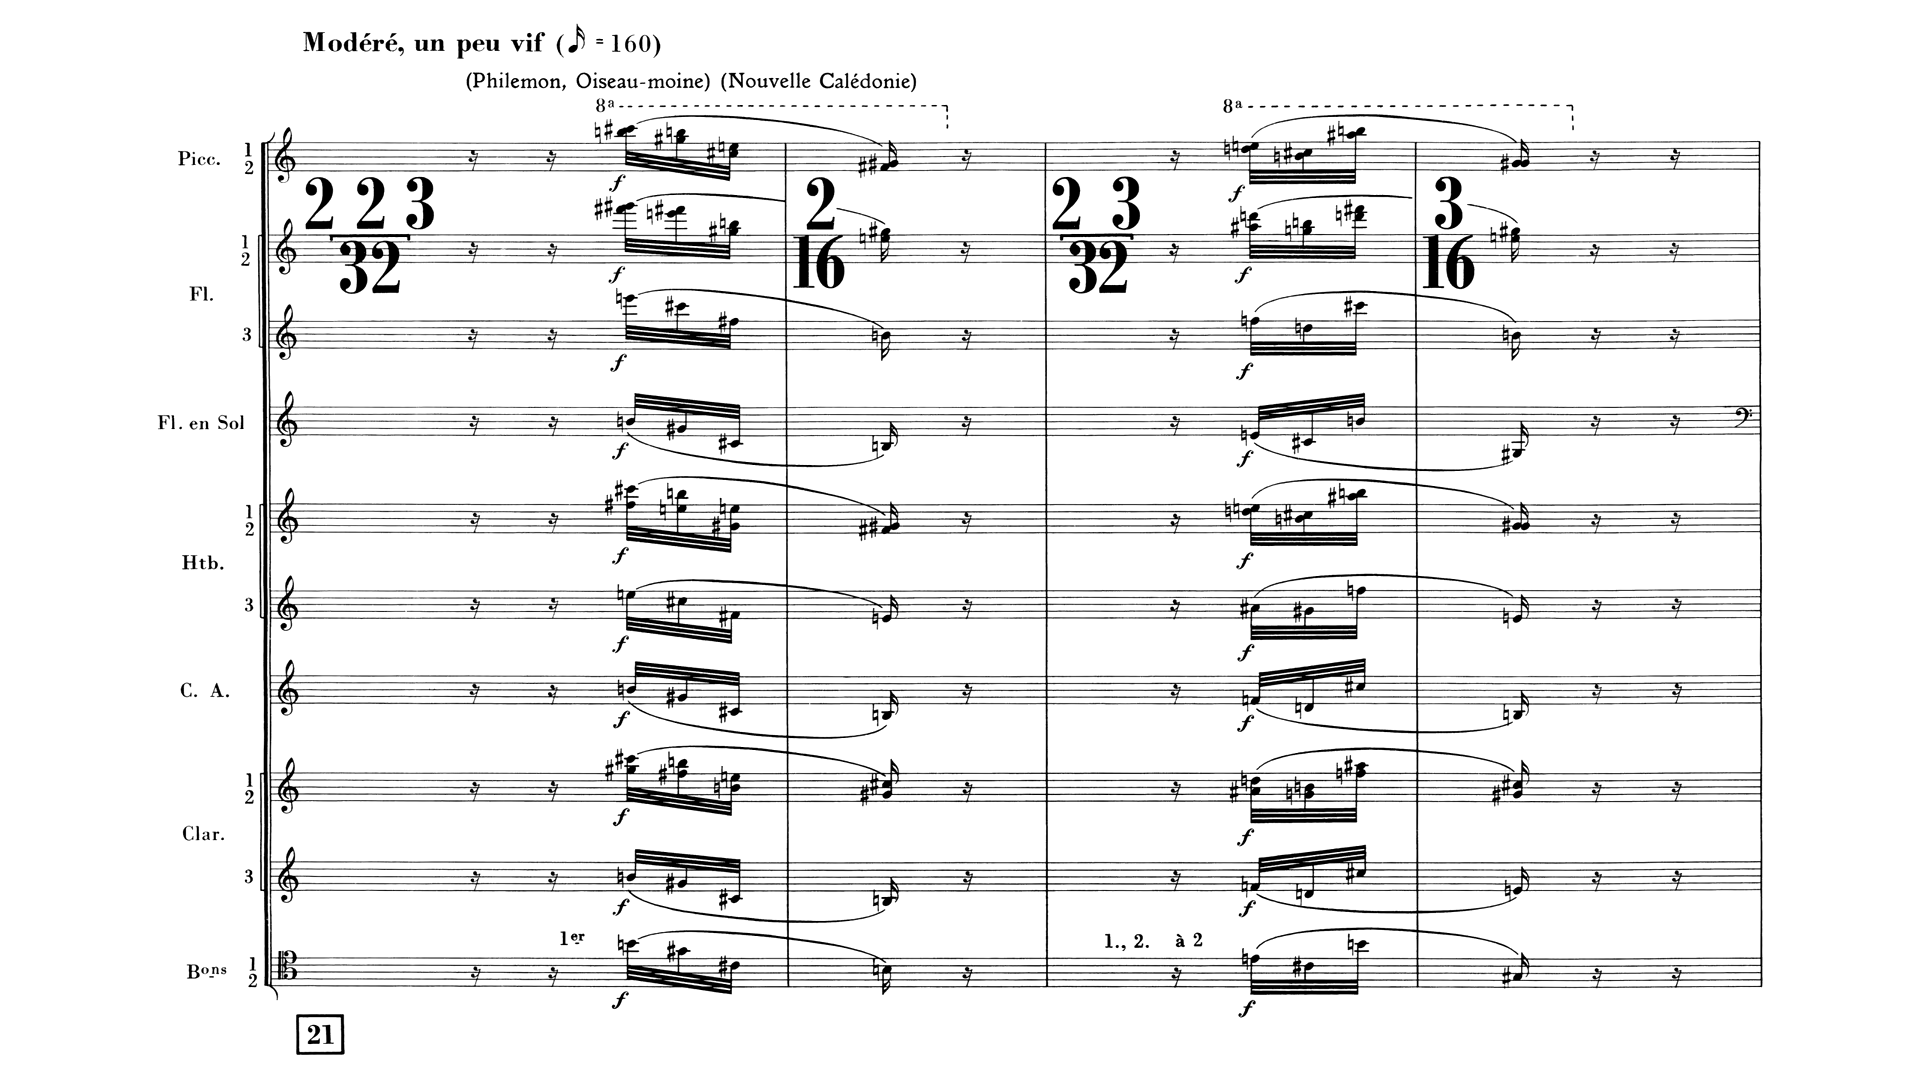 Modéré, un peu vif (♪ = 160)
(Philemon, Oiseau-moine) (Nouvelle Calédonie)
8a 8a
Picc. 1 2
f f
2 2 3 32
2 16
2 3 32
3 16
1 2
f f
Fl.
3
f f
Fl. en Sol
f f
1 2
f f
Htb.
3
f f
C. A.
f f
1 2
f f
Clar.
3
f f
1er 1., 2. à 2
Bons 1 2
f f
21